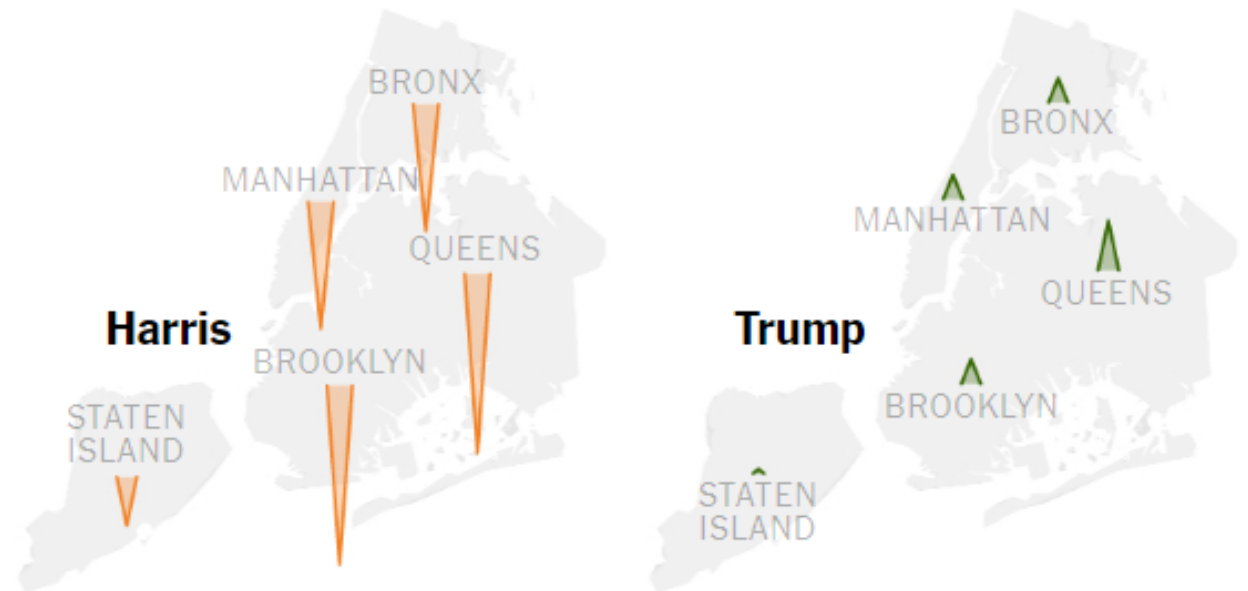 BRONX
MANHATTAN
QUEENS
Harris
BROOKLYN
STATEN
ISLAND
BRONX
MANHATTAN
QUEENS
Trump
BROOKLYN
STATEN
ISLAND